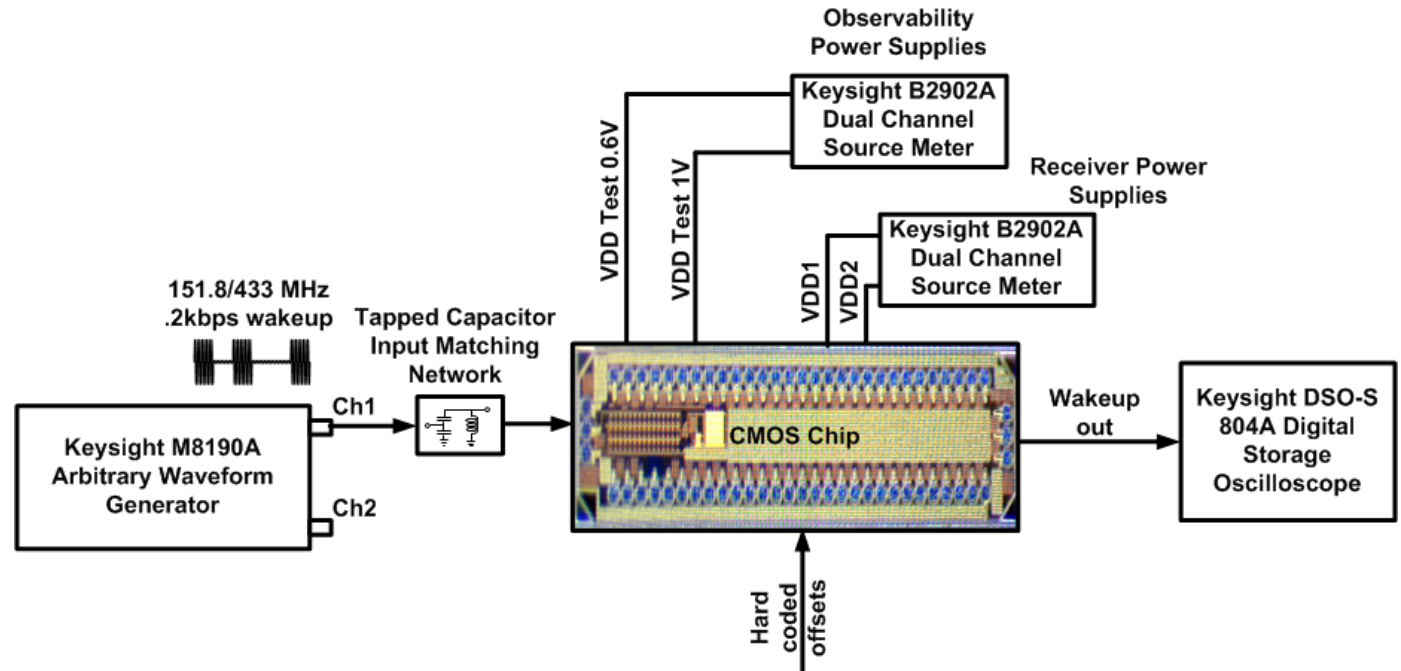 Observability
Power Supplies
Keysight B2902A
Dual Channel
Source Meter
VDD Test 0.6V
VDD Test 1V
Receiver Power
Supplies
Keysight B2902A
Dual Channel
Source Meter
VDD1
VDD2
151.8/433 MHz
.2kbps wakeup
Tapped Capacitor
Input Matching
Network
Ch1
Keysight M8190A
Arbitrary Waveform
Generator
Ch2
CMOS Chip
Wakeup
out
Keysight DSO-S
804A Digital
Storage
Oscilloscope
Hard
coded
offsets